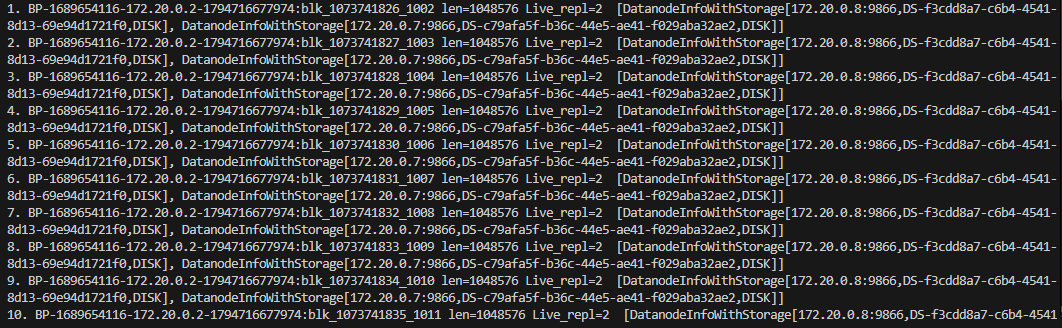 1. BP-1689654116-172.20.0.2-1794716677974:blk_1073741826_1002 len=1048576 Live_repl=2  [DatanodeInfoWithStorage[172.20.0.8:9866,DS-f3cdd8a7-c6b4-4541-
8d13-69e94d1721f0,DISK], DatanodeInfoWithStorage[172.20.0.7:9866,DS-c79afa5f-b36c-44e5-ae41-f029aba32ae2,DISK]]
2. BP-1689654116-172.20.0.2-1794716677974:blk_1073741827_1003 len=1048576 Live_repl=2  [DatanodeInfoWithStorage[172.20.0.8:9866,DS-f3cdd8a7-c6b4-4541-
8d13-69e94d1721f0,DISK], DatanodeInfoWithStorage[172.20.0.7:9866,DS-c79afa5f-b36c-44e5-ae41-f029aba32ae2,DISK]]
3. BP-1689654116-172.20.0.2-1794716677974:blk_1073741828_1004 len=1048576 Live_repl=2  [DatanodeInfoWithStorage[172.20.0.8:9866,DS-f3cdd8a7-c6b4-4541-
8d13-69e94d1721f0,DISK], DatanodeInfoWithStorage[172.20.0.7:9866,DS-c79afa5f-b36c-44e5-ae41-f029aba32ae2,DISK]]
4. BP-1689654116-172.20.0.2-1794716677974:blk_1073741829_1005 len=1048576 Live_repl=2  [DatanodeInfoWithStorage[172.20.0.8:9866,DS-f3cdd8a7-c6b4-4541-
8d13-69e94d1721f0,DISK], DatanodeInfoWithStorage[172.20.0.7:9866,DS-c79afa5f-b36c-44e5-ae41-f029aba32ae2,DISK]]
5. BP-1689654116-172.20.0.2-1794716677974:blk_1073741830_1006 len=1048576 Live_repl=2  [DatanodeInfoWithStorage[172.20.0.8:9866,DS-f3cdd8a7-c6b4-4541-
8d13-69e94d1721f0,DISK], DatanodeInfoWithStorage[172.20.0.7:9866,DS-c79afa5f-b36c-44e5-ae41-f029aba32ae2,DISK]]
6. BP-1689654116-172.20.0.2-1794716677974:blk_1073741831_1007 len=1048576 Live_repl=2  [DatanodeInfoWithStorage[172.20.0.8:9866,DS-f3cdd8a7-c6b4-4541-
8d13-69e94d1721f0,DISK], DatanodeInfoWithStorage[172.20.0.7:9866,DS-c79afa5f-b36c-44e5-ae41-f029aba32ae2,DISK]]
7. BP-1689654116-172.20.0.2-1794716677974:blk_1073741832_1008 len=1048576 Live_repl=2  [DatanodeInfoWithStorage[172.20.0.8:9866,DS-f3cdd8a7-c6b4-4541-
8d13-69e94d1721f0,DISK], DatanodeInfoWithStorage[172.20.0.7:9866,DS-c79afa5f-b36c-44e5-ae41-f029aba32ae2,DISK]]
8. BP-1689654116-172.20.0.2-1794716677974:blk_1073741833_1009 len=1048576 Live_repl=2  [DatanodeInfoWithStorage[172.20.0.8:9866,DS-f3cdd8a7-c6b4-4541-
8d13-69e94d1721f0,DISK], DatanodeInfoWithStorage[172.20.0.7:9866,DS-c79afa5f-b36c-44e5-ae41-f029aba32ae2,DISK]]
9. BP-1689654116-172.20.0.2-1794716677974:blk_1073741834_1010 len=1048576 Live_repl=2  [DatanodeInfoWithStorage[172.20.0.8:9866,DS-f3cdd8a7-c6b4-4541-
8d13-69e94d1721f0,DISK], DatanodeInfoWithStorage[172.20.0.7:9866,DS-c79afa5f-b36c-44e5-ae41-f029aba32ae2,DISK]]
10. BP-1689654116-172.20.0.2-1794716677974:blk_1073741835_1011 len=1048576 Live_repl=2  [DatanodeInfoWithStorage[172.20.0.8:9866,DS-f3cdd8a7-c6b4-4541